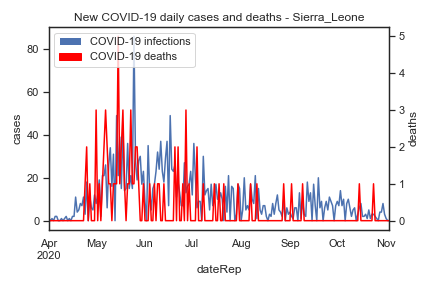 New COVID-19 daily cases and deaths - Sierra_Leone
COVID-19 infections
COVID-19 deaths
80
60
40
20
0
cases
5
4
3
2
1
0
deaths
Apr May Jun Jul Aug Sep Oct Nov
2020
dateRep